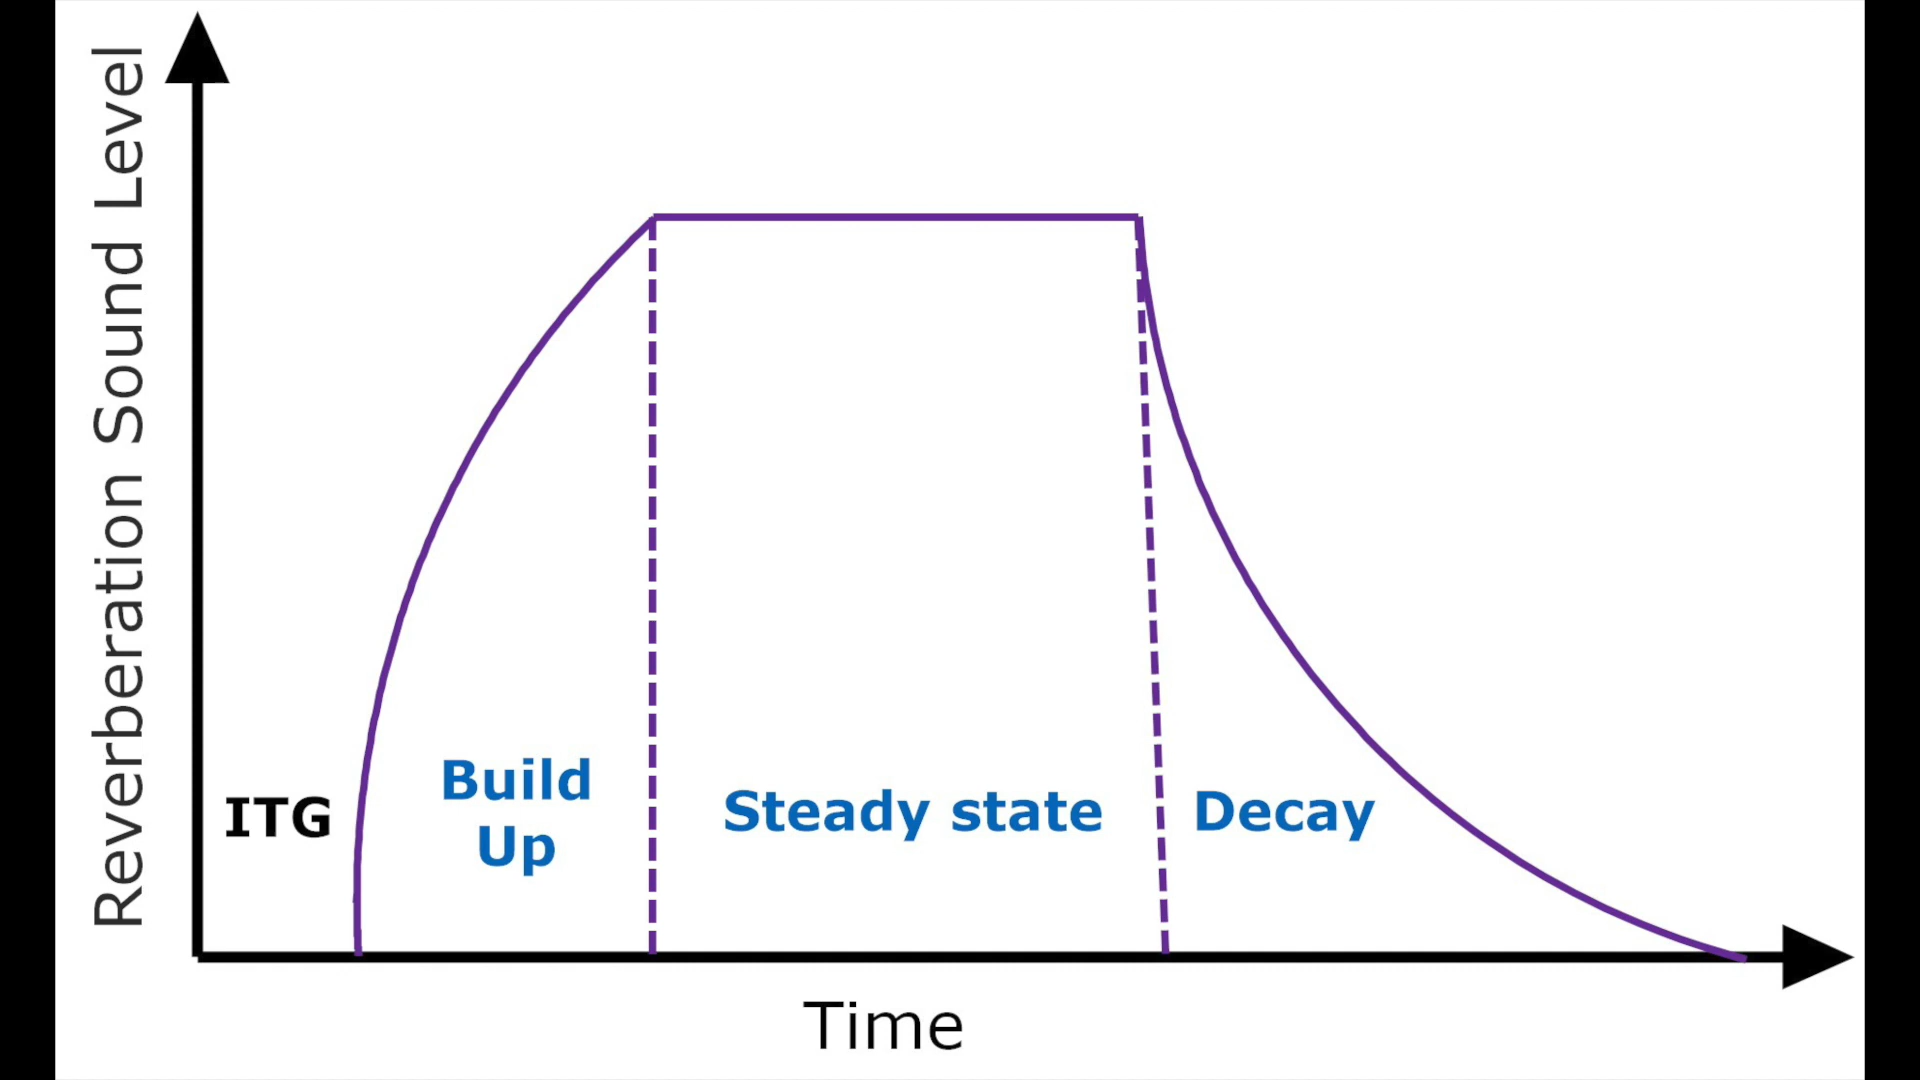 Reverberation Sound Level
ITG
Build
Up
Steady state
Decay
Time